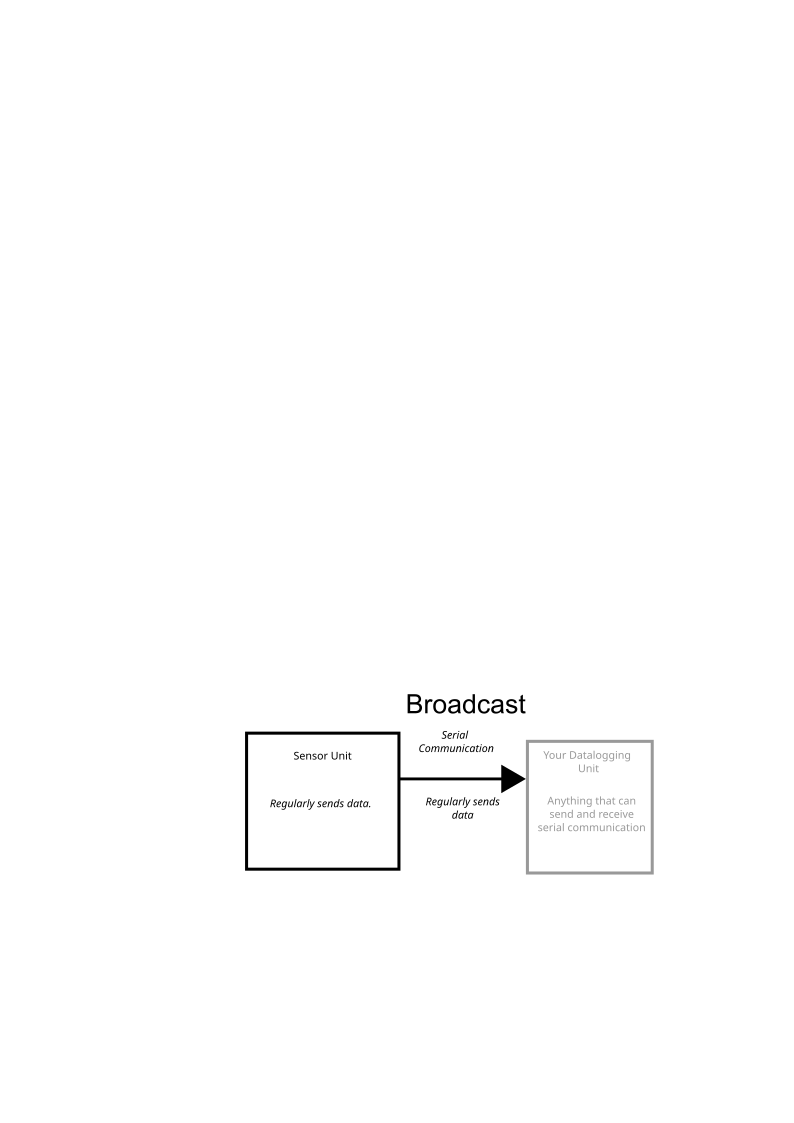 Broadcast
Sensor Unit
Regularly sends data.
Serial
Communication
Regularly sends
data
Your Datalogging
Unit
Anything that can
send and receive
serial communication